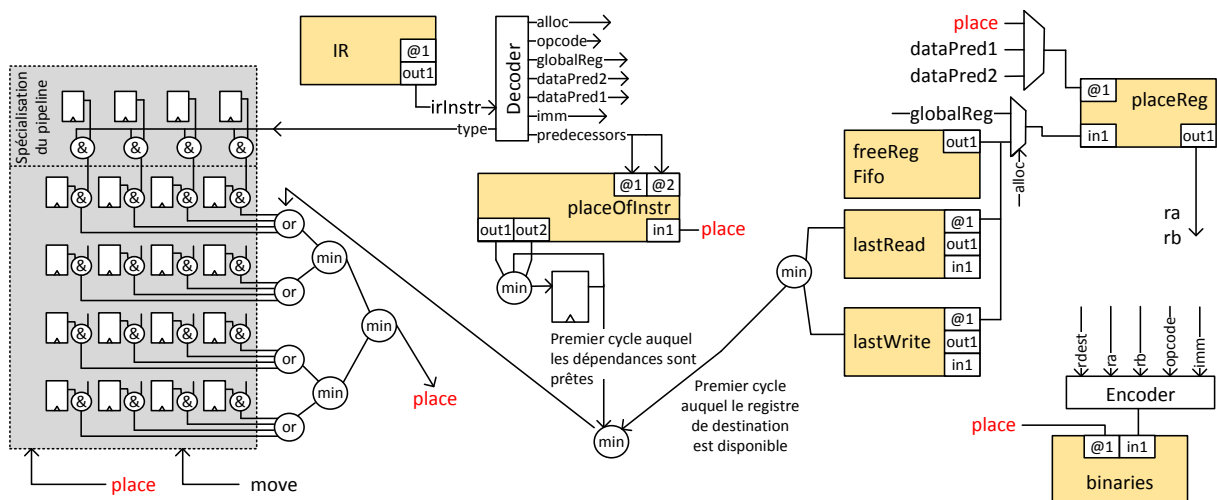 Spécialisation
du pipeline
&
&
&
&
&
&
&
&
or
&
&
&
&
or
&
&
&
&
or
&
&
&
&
or
min
min
min
place
place
move
IR
@1
out1
irInstr
type
Decoder
alloc
opcode
globalReg
dataPred2
dataPred1
imm
predecessors
@1
@2
placeOfInstr
out1
out2
in1
place
min
Premier cycle auquel
les dépendances sont
prêtes
min
Premier cycle
auquel le registre
de destination
est disponible
min
place
dataPred1
dataPred2
globalReg
alloc
@1
placeReg
in1
out1
out1
freeReg
Fifo
@1
lastRead
out1
in1
@1
lastWrite
out1
in1
ra
rb
rdest
ra
rb
opcode
imm
Encoder
place
@1
in1
binaries